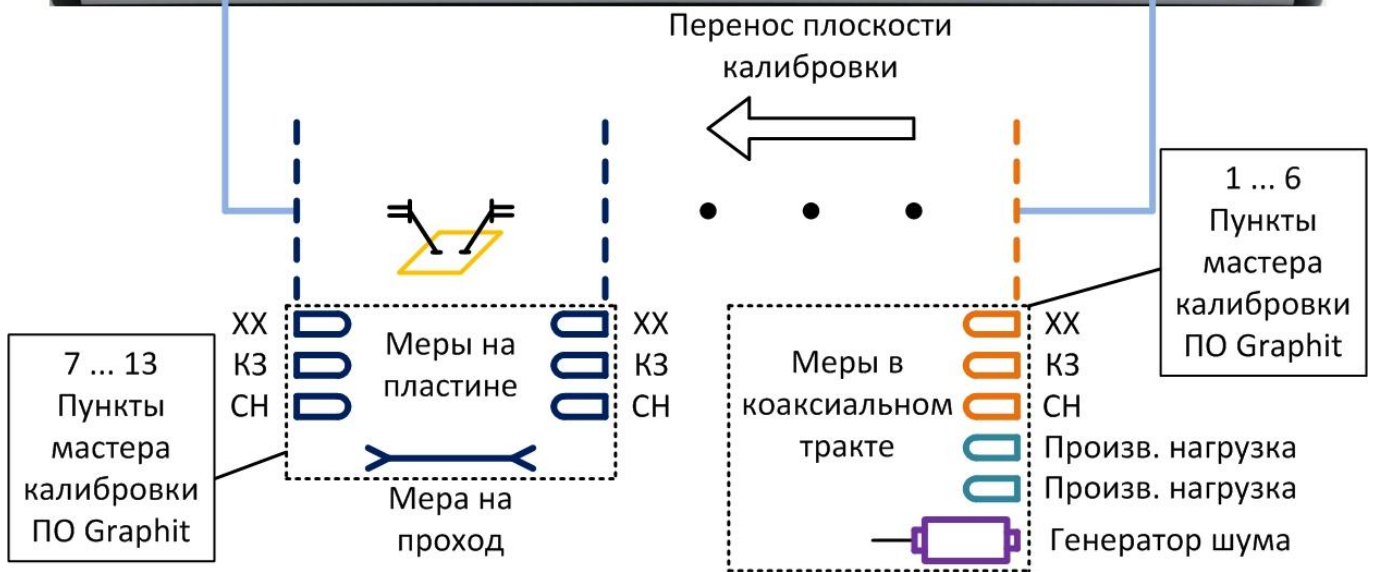 Перенос плоскости
калибровки
1 ... 6
Пункты
мастера
калибровки
ПО Graphit
7 ... 13
Пункты
мастера
калибровки
ПО Graphit
ХХ
КЗ
СН
Меры на
пластине
ХХ
КЗ
СН
Мера на
проход
Меры в
коаксиальном
тракте
ХХ
КЗ
СН
Произв. нагрузка
Произв. нагрузка
Генератор шума